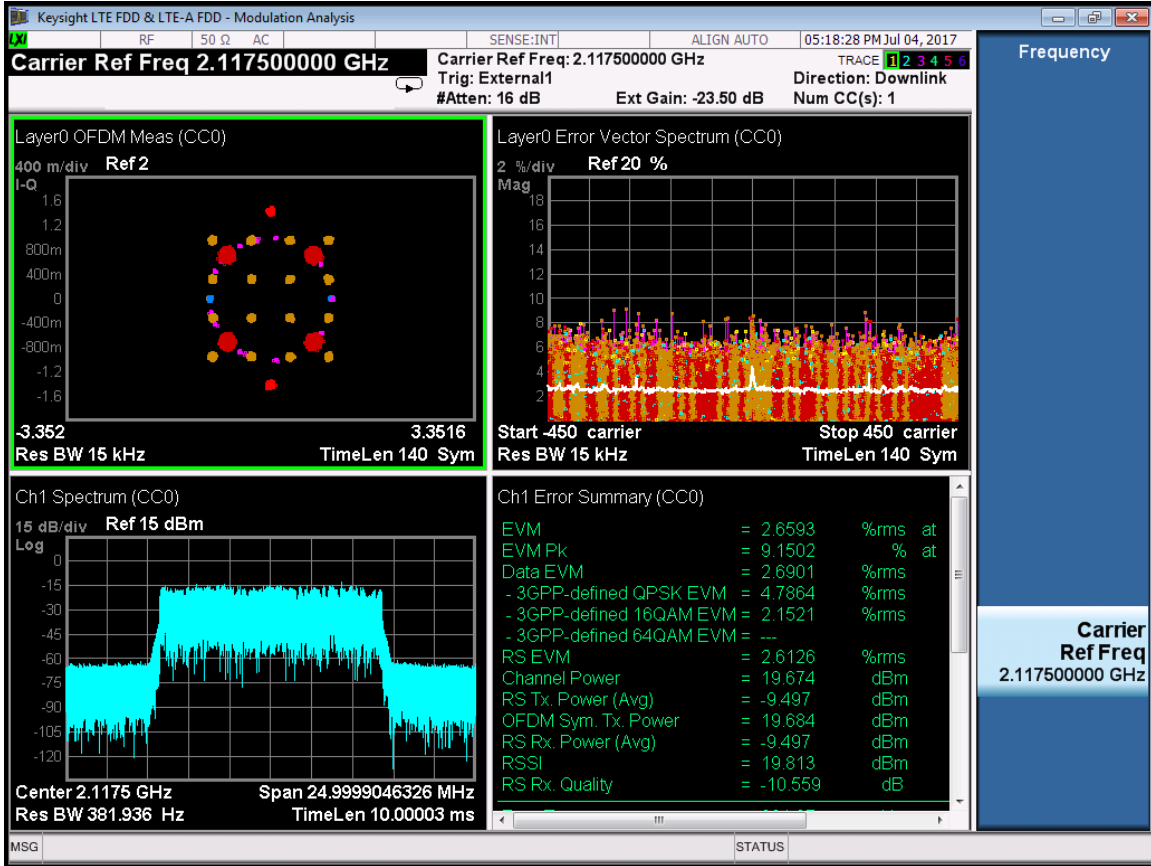 Keysight LTE FDD & LTE-A FDD - Modulation Analysis
LXI RF 50 Ω AC SENSE:INT ALIGN AUTO 05:18:28 PM Jul 04, 2017
Carrier Ref Freq 2.117500000 GHz
Carrier Ref Freq: 2.117500000 GHz
Trig: External1
#Atten: 16 dB Ext Gain: -23.50 dB
TRACE 1 2 3 4 5 6
Direction: Downlink
Num CC(s): 1
Layer0 OFDM Meas (CC0)
400 m/div Ref 2
I-Q
1.6
1.2
800m
400m
0
-400m
-800m
-1.2
-1.6
-3.352 3.3516
Res BW 15 kHz TimeLen 140 Sym
Layer0 Error Vector Spectrum (CC0)
2 %/div Ref 20 %
Mag
18
16
14
12
10
8
6
4
2
Start -450 carrier Stop 450 carrier
Res BW 15 kHz TimeLen 140 Sym
Ch1 Spectrum (CC0)
15 dB/div Ref 15 dBm
Log
0
-15
-30
-45
-60
-75
-90
-105
-120
Center 2.1175 GHz Span 24.9999046326 MHz
Res BW 381.936 Hz TimeLen 10.00003 ms
Ch1 Error Summary (CC0)
EVM = 2.6593 %rms at
EVM Pk = 9.1502 % at
Data EVM = 2.6901 %rms
- 3GPP-defined QPSK EVM = 4.7864 %rms
- 3GPP-defined 16QAM EVM = 2.1521 %rms
- 3GPP-defined 64QAM EVM = ---
RS EVM = 2.6126 %rms
Channel Power = 19.674 dBm
RS Tx. Power (Avg) = -9.497 dBm
OFDM Sym. Tx. Power = 19.684 dBm
RS Rx. Power (Avg) = -9.497 dBm
RSSI = 19.813 dBm
RS Rx. Quality = -10.559 dB
Frequency
Carrier
Ref Freq
2.117500000 GHz
MSG STATUS